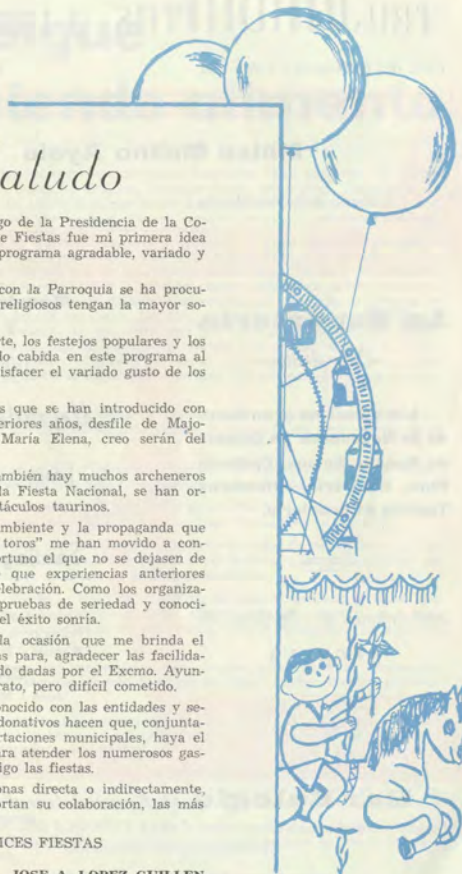 aludo
go de la Presidencia de la Co-
e Fiestas fue mi primera idea
programa agradable, variado y
con la Parroquia se ha procu-
religiosos tengan la mayor so-
te, los festejos populares y los
do cabida en este programa al
isfacer el variado gusto de los
s que se han introducido con
eriores años, desfile de Majo-
María Elena, creo serán del
ambién hay muchos archeneros
la Fiesta Nacional, se han or-
táculos taurinos.
mbiente y la propaganda que
toros" me han movido a con-
ortuno el que no se dejasen de
que experiencias anteriores
elebración. Como los organiza-
pruebas de seriedad y conoci-
el éxito sonría.
la ocasión que me brinda el
as para, agradecer las facilida-
do dadas por el Excmo. Ayun-
rato, pero difícil cometido.
onocido con las entidades y se-
donativos hacen que, conjunta-
rtaciones municipales, haya el
ara atender los numerosos gas-
igo las fiestas.
onas directa o indirectamente,
ortan su colaboración, las más
ICES FIESTAS
JOSE A. LOPEZ GUILLEN